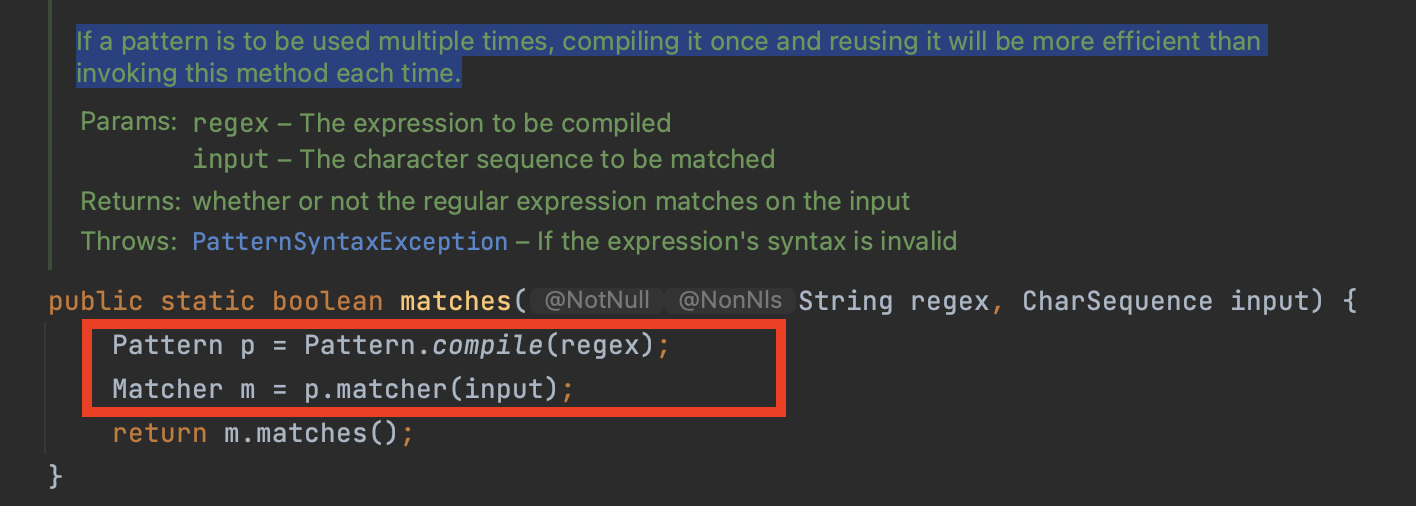 If a pattern is to be used multiple times, compiling it once and reusing it will be more efficient than
invoking this method each time.
Params: regex – The expression to be compiled
input – The character sequence to be matched
Returns: whether or not the regular expression matches on the input
Throws: PatternSyntaxException – If the expression's syntax is invalid
public static boolean matches( @NotNull @NonNls String regex, CharSequence input) {
Pattern p = Pattern.compile(regex);
Matcher m = p.matcher(input);
return m.matches();
}